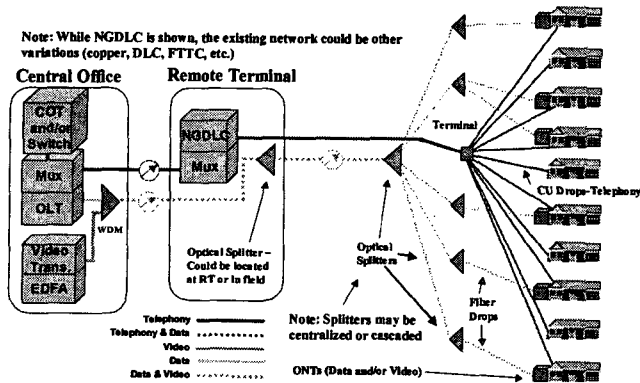 Note: While NGDLC is shown, the existing network could be other
variations (copper, DLC, FTTC, etc.)
Central Office
Remote Terminal
COT
and/or
Switch
Mux
OLT
WDM
Video
Trans.
EDFA
NGDLC
Mux
Optical Splitter –
Could be located
at RT or in field
Terminal
CU Drops-Telephony
Optical
Splitters
Fiber
Drops
Note: Splitters may be
centralized or cascaded
ONTs (Data and/or Video)
Telephony
Telephony & Data
Video
Data
Data & Video